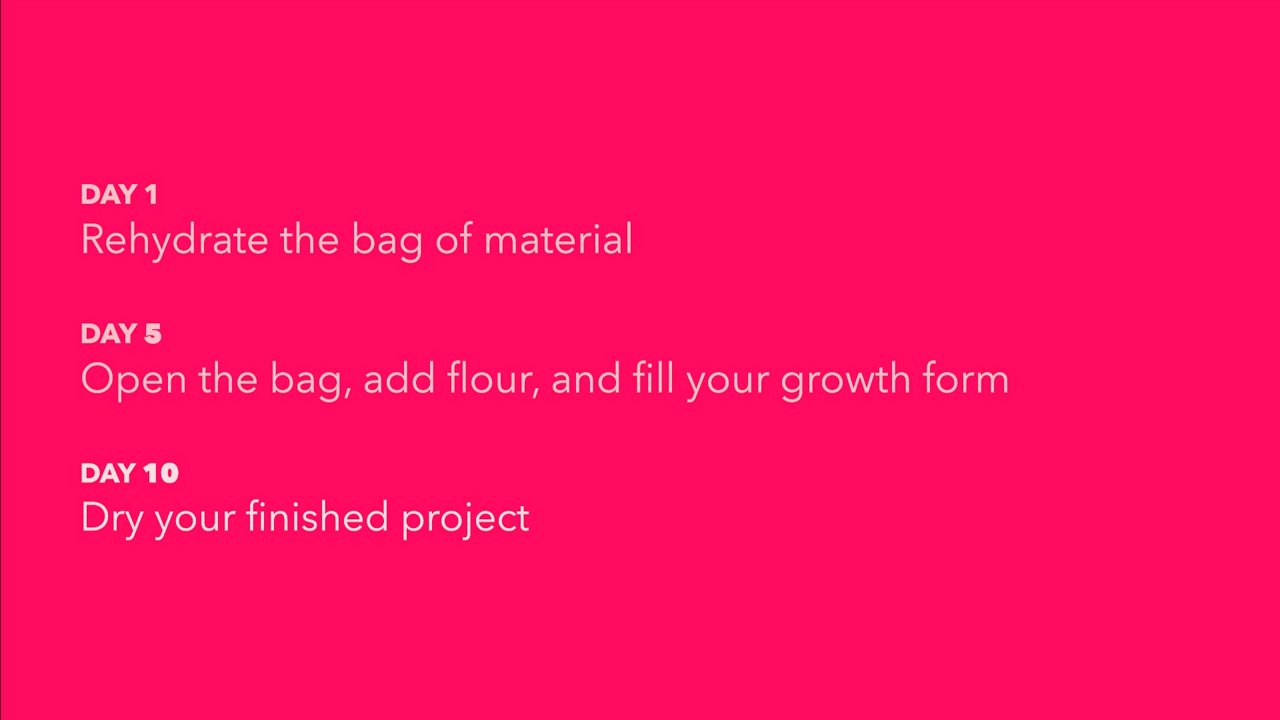 DAY 1
Rehydrate the bag of material
DAY 5
Open the bag, add flour, and fill your growth form
DAY 10
Dry your finished project